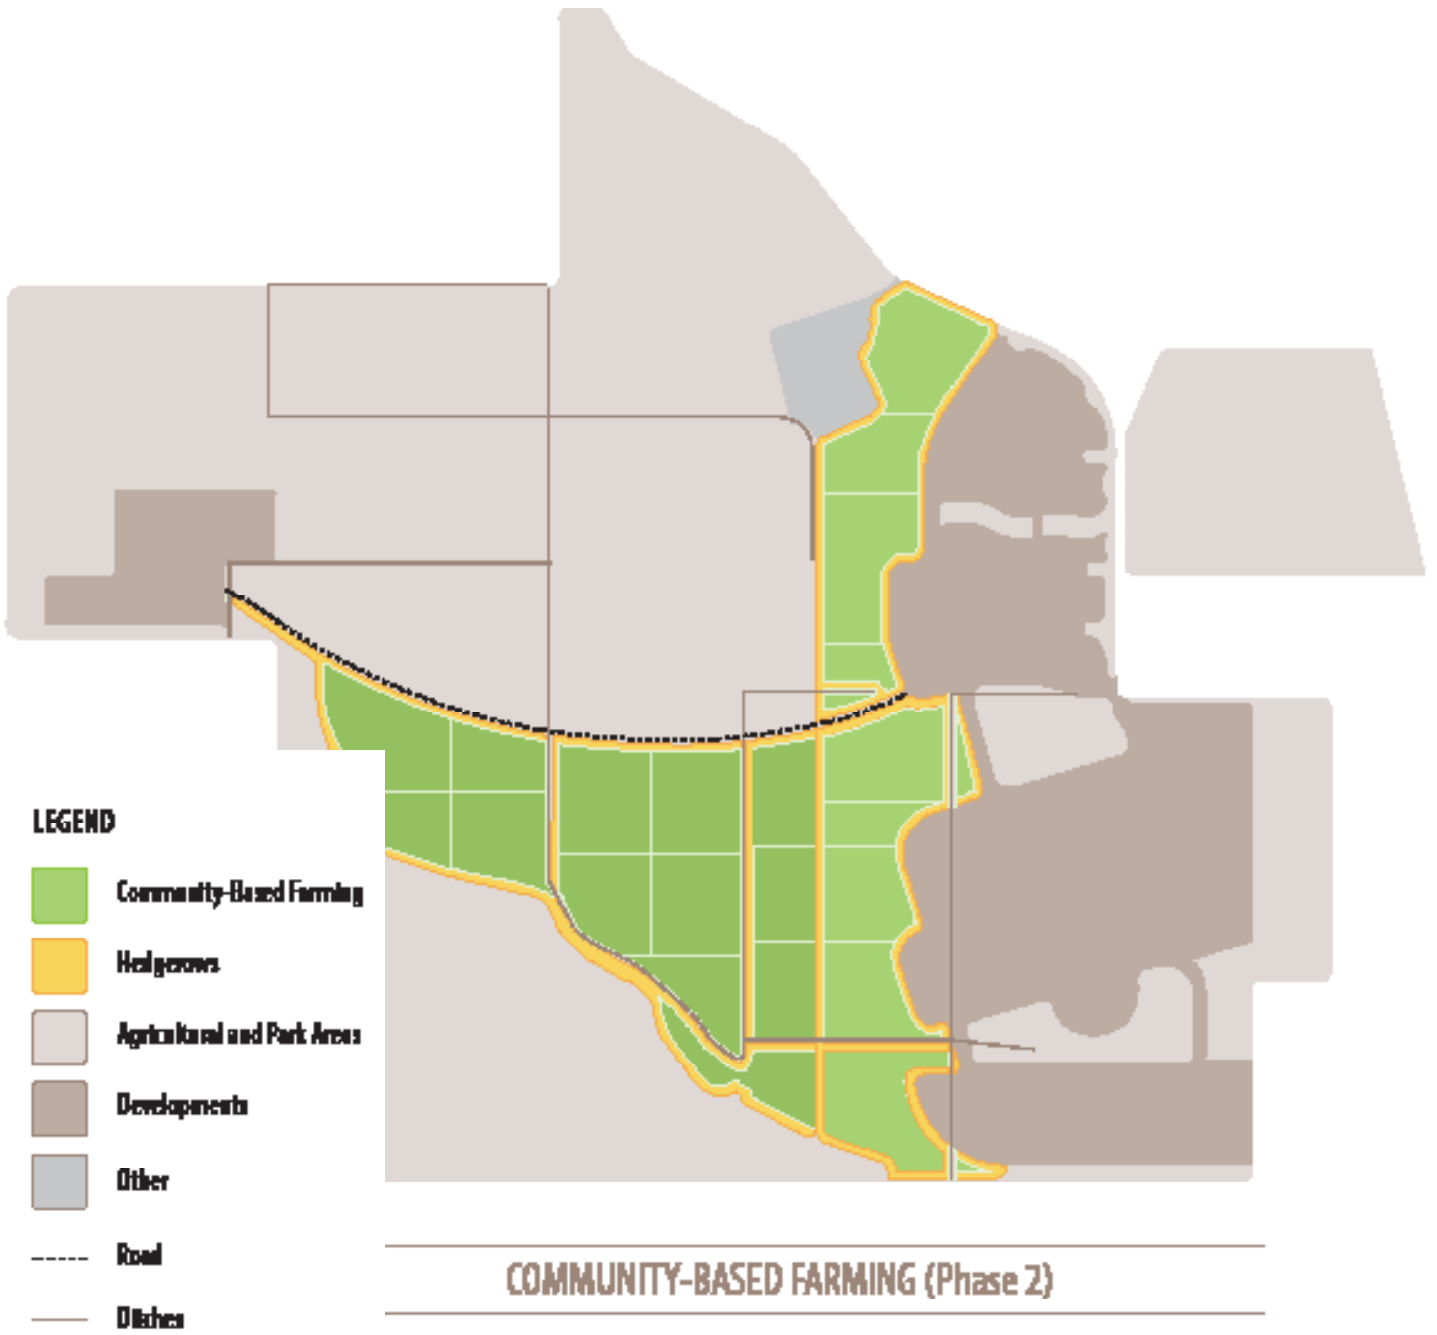 LEGEND
Community-Based Farming
Hedgerows
Agricultural and Park Areas
Developments
Other
Road
Ditches
COMMUNITY-BASED FARMING (Phase 2)